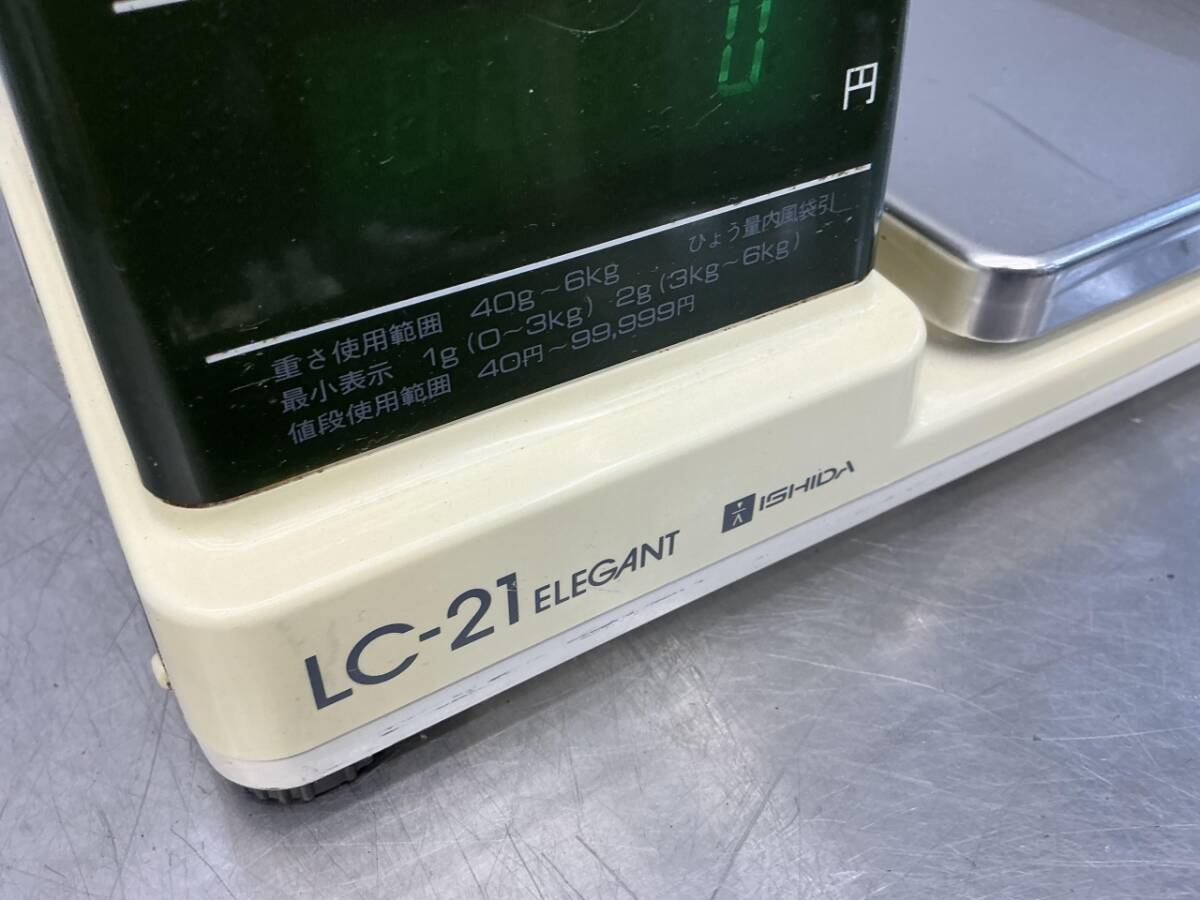 0
円
ひょう量内風袋引
重さ使用範囲 40g～6kg
最小表示 1g (0～3kg) 2g (3kg～6kg)
値段使用範囲 40円～99,999円
LC-21 ELEGANT ISHIDA